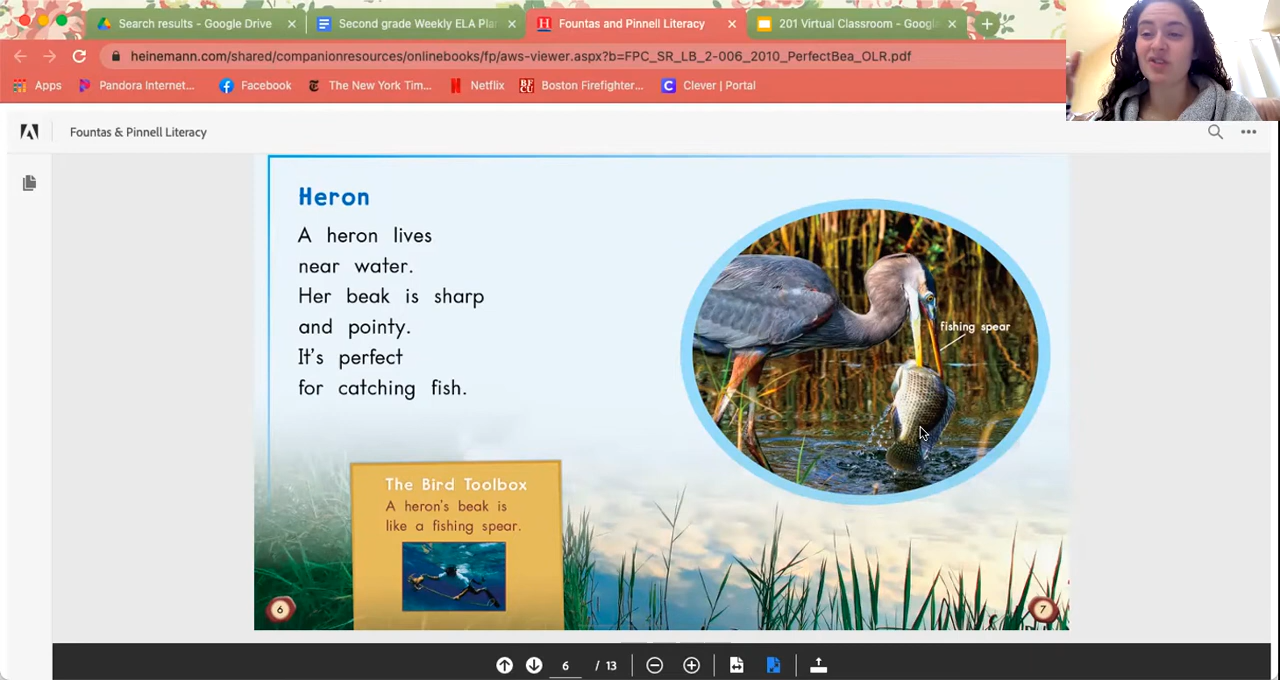 Search results - Google Drive
Second grade Weekly ELA Pla
Fountas and Pinnell Literacy
201 Virtual Classroom - Googl
heinemann.com/shared/companionresources/onlinebooks/fp/aws-viewer.aspx?b=FPC_SR_LB_2-006_2010_PerfectBea_OLR.pdf
Apps
Pandora Internet...
Facebook
The New York Tim...
Netflix
Boston Firefighter...
Clever | Portal
Fountas & Pinnell Literacy
Heron
A heron lives
near water.
Her beak is sharp
and pointy.
It's perfect
for catching fish.
fishing spear
The Bird Toolbox
A heron's beak is
like a fishing spear.
6
7
6 / 13